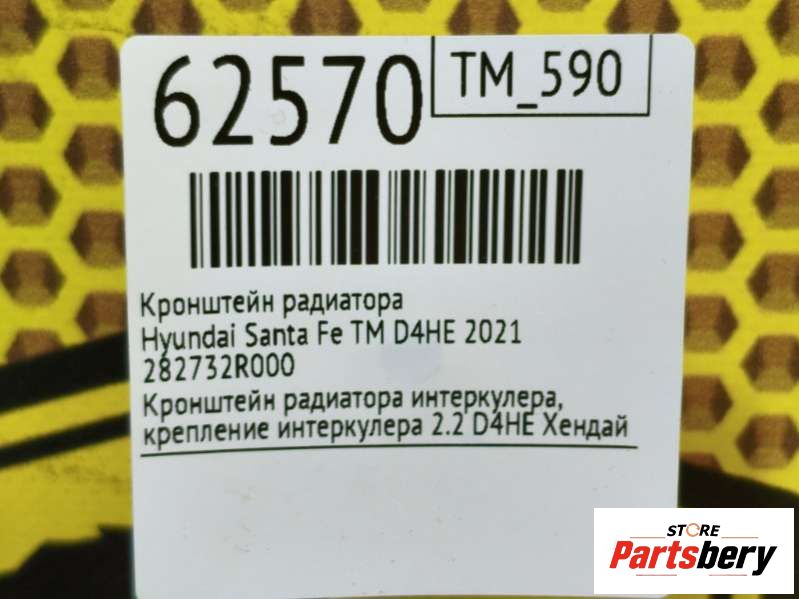 62570
TM_590
Кронштейн радиатора
Hyundai Santa Fe TM D4HE 2021
282732R000
Кронштейн радиатора интеркулера,
крепление интеркулера 2.2 D4HE Хендай
STORE
Partsbery